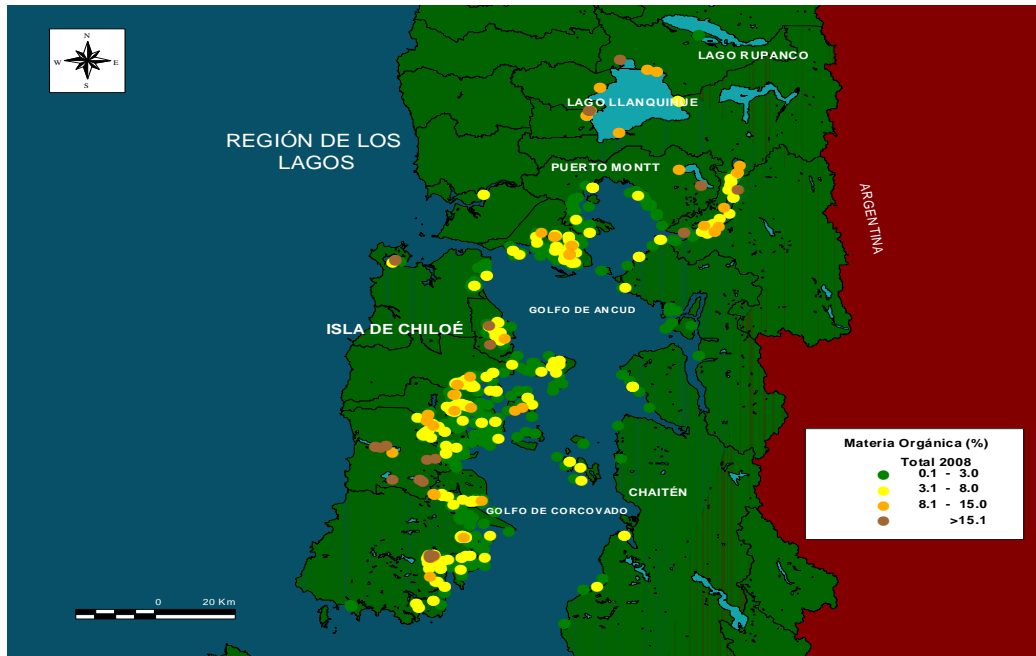 N
W E
S
LAGO RUPANCO
LAGO LLANQUIHUE
REGIÓN DE LOS
LAGOS
PUERTO MONTT
ARGENTINA
GOLFO DE ANCUD
ISLA DE CHILOÉ
CHAITÉN
GOLFO DE CORCOVADO
Materia Orgánica (%)
Total 2008
0.1 - 3.0
3.1 - 8.0
8.1 - 15.0
>15.1
0 20 Km